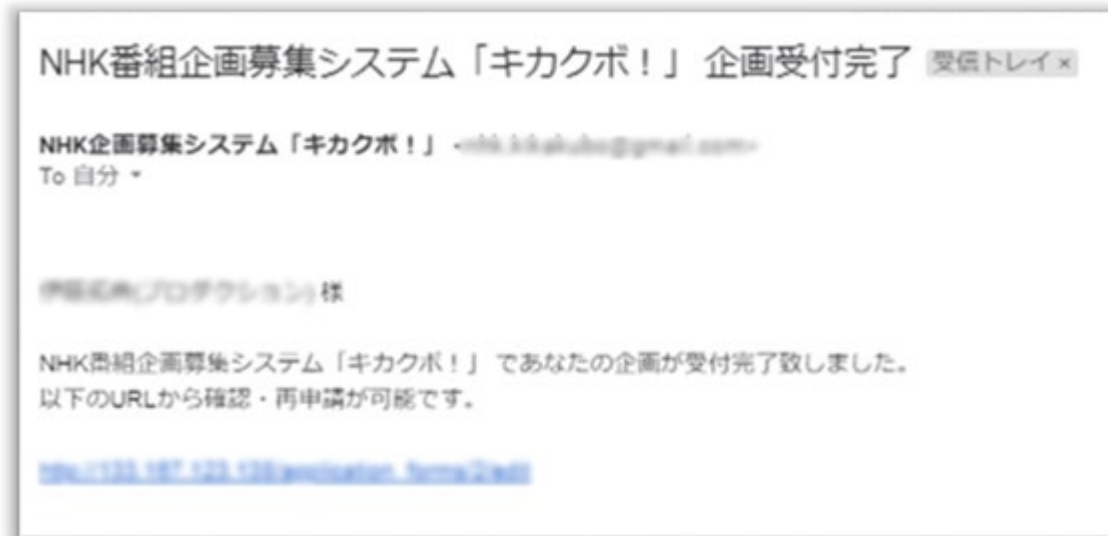 NHK番組企画募集システム「キカクボ！」 企画受付完了 受信トレイ ×
NHK企画募集システム「キカクボ！」
To 自分
様
NHK番組企画募集システム「キカクボ！」 であなたの企画が受付完了致しました。
以下のURLから確認・再申請が可能です。